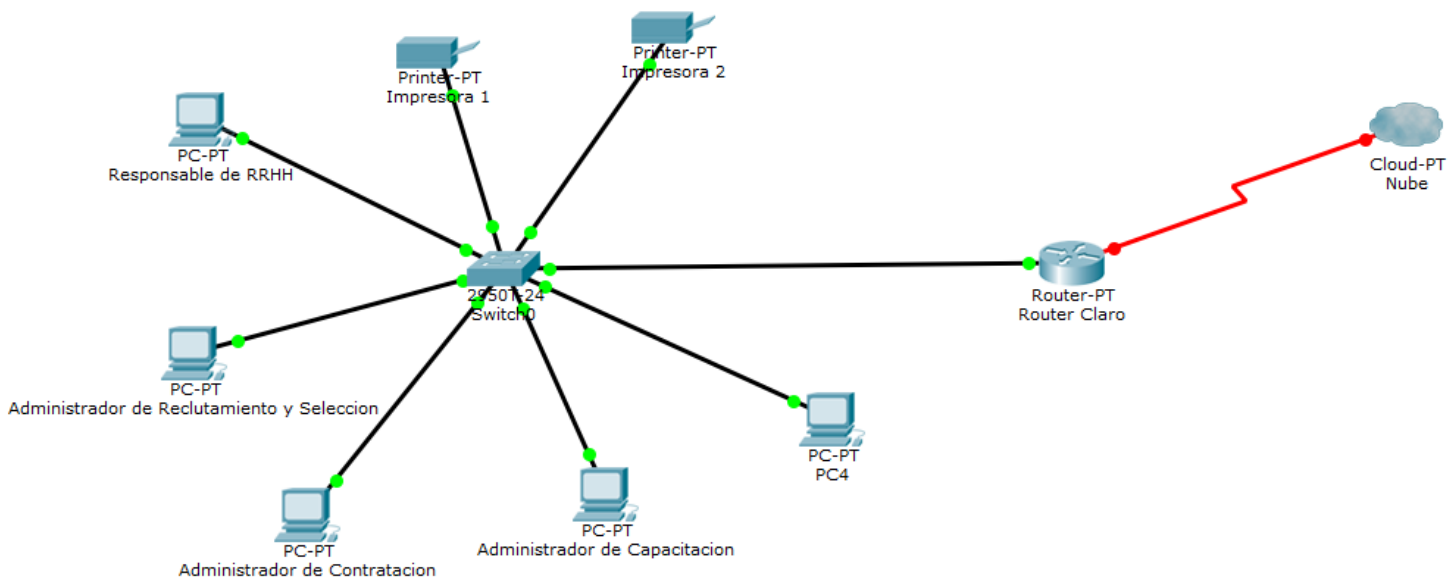 Printer-PT
Impresora 2
Printer-PT
Impresora 1
PC-PT
Responsable de RRHH
Cloud-PT
Nube
2950T-24
Switch0
Router-PT
Router Claro
PC-PT
Administrador de Reclutamiento y Seleccion
PC-PT
PC4
PC-PT
Administrador de Capacitacion
PC-PT
Administrador de Contratacion